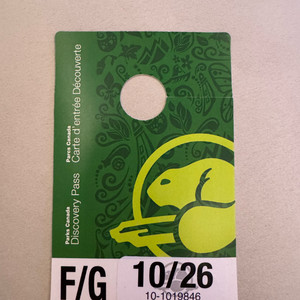 Parks Canada
Discovery Pass
Parcs Canada
Carte d'entrée Découverte
F/G
10/26
10-1019846